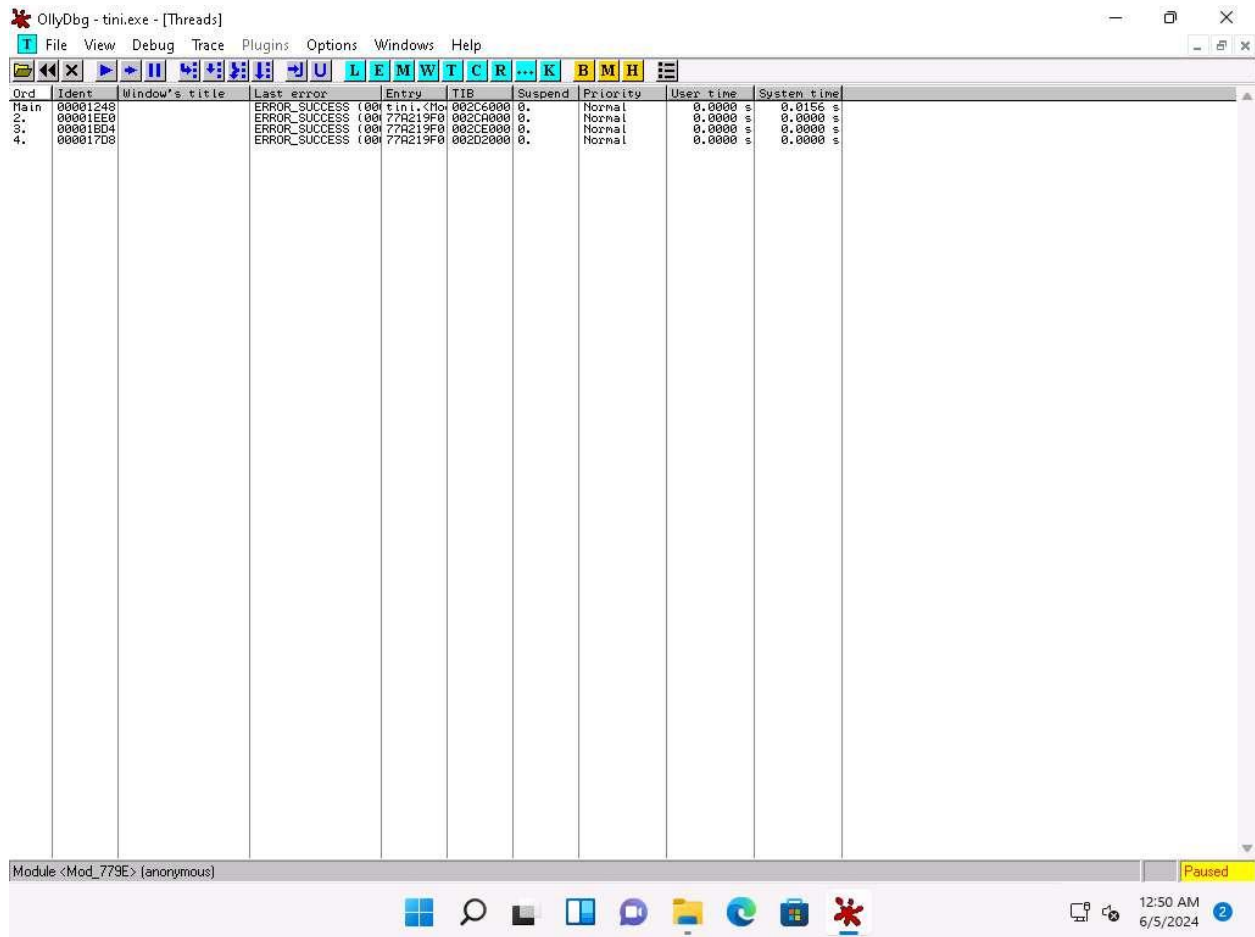 OllyDbg - tini.exe - [Threads]
T File View Debug Trace Plugins Options Windows Help
L E M W T C R ... K B M H
Ord Ident Window's title Last error Entry TIB Suspend Priority User time System time
Main 00001248 ERROR_SUCCESS (00 tini.<Mo 002C6000 0. Normal 0.0000 s 0.0156 s
2. 00001EE0 ERROR_SUCCESS (00 77A219F0 002CA000 0. Normal 0.0000 s 0.0000 s
3. 00001BD4 ERROR_SUCCESS (00 77A219F0 002CE000 0. Normal 0.0000 s 0.0000 s
4. 000017D8 ERROR_SUCCESS (00 77A219F0 002D2000 0. Normal 0.0000 s 0.0000 s
Module <Mod_779E> (anonymous) Paused
12:50 AM
6/5/2024 2